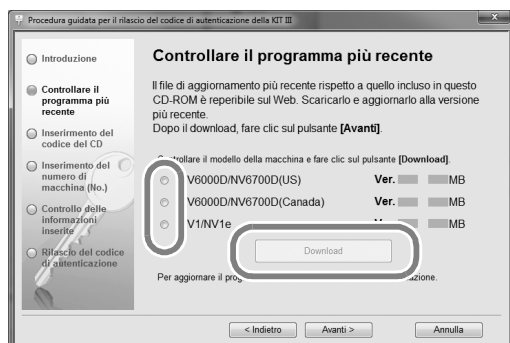 Procedura guidata per il rilascio del codice di autenticazione della KIT III
Introduzione
Controllare il
programma più
recente
Inserimento del
codice del CD
Inserimento del
numero di
macchina (No.)
Controllo delle
informazioni
inserite
Rilascio del codice
di autenticazione
Controllare il programma più recente
Il file di aggiornamento più recente rispetto a quello incluso in questo
CD-ROM è reperibile sul Web. Scaricarlo e aggiornarlo alla versione
più recente.
Dopo il download, fare clic sul pulsante [Avanti].
Controllare il modello della macchina e fare clic sul pulsante [Download].
V6000D/NV6700D(US) Ver. MB
V6000D/NV6700D(Canada) Ver. MB
V1/NV1e MB
Download
Per aggiornare il
< Indietro
Avanti >
Annulla